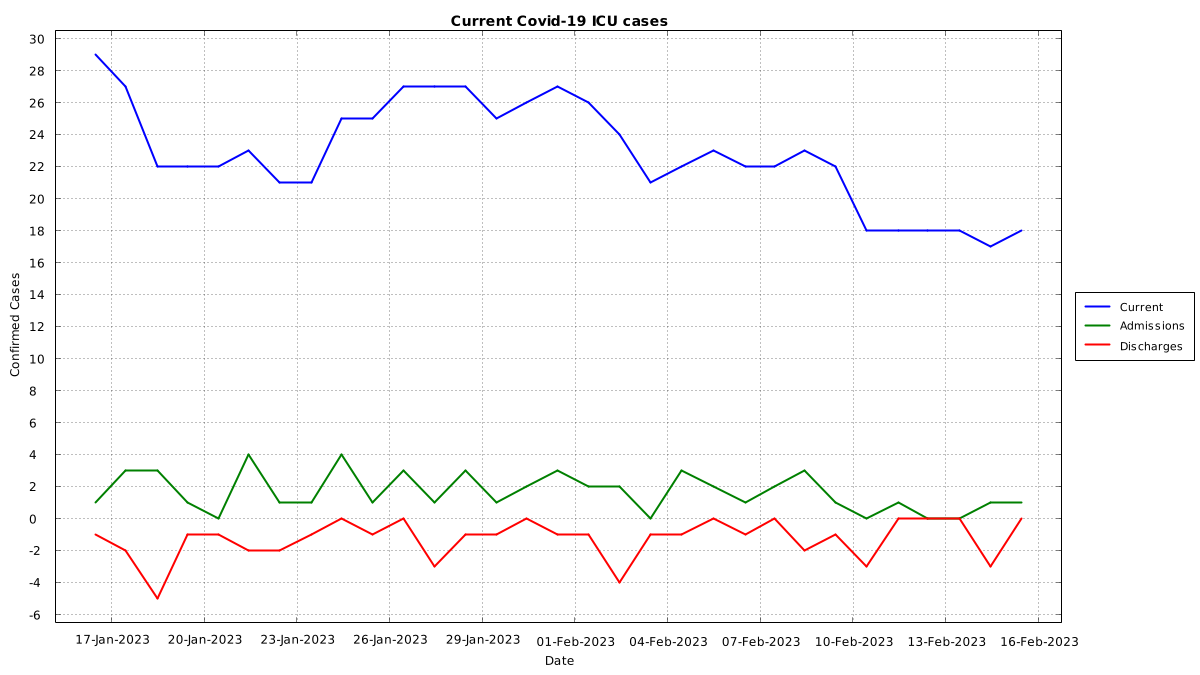 Current Covid-19 ICU cases
30
28
26
24
22
20
18
16
14
12
10
8
6
4
2
0
-2
-4
-6
Confirmed Cases
17-Jan-2023 20-Jan-2023 23-Jan-2023 26-Jan-2023 29-Jan-2023 01-Feb-2023 04-Feb-2023 07-Feb-2023 10-Feb-2023 13-Feb-2023 16-Feb-2023
Date
Current
Admissions
Discharges